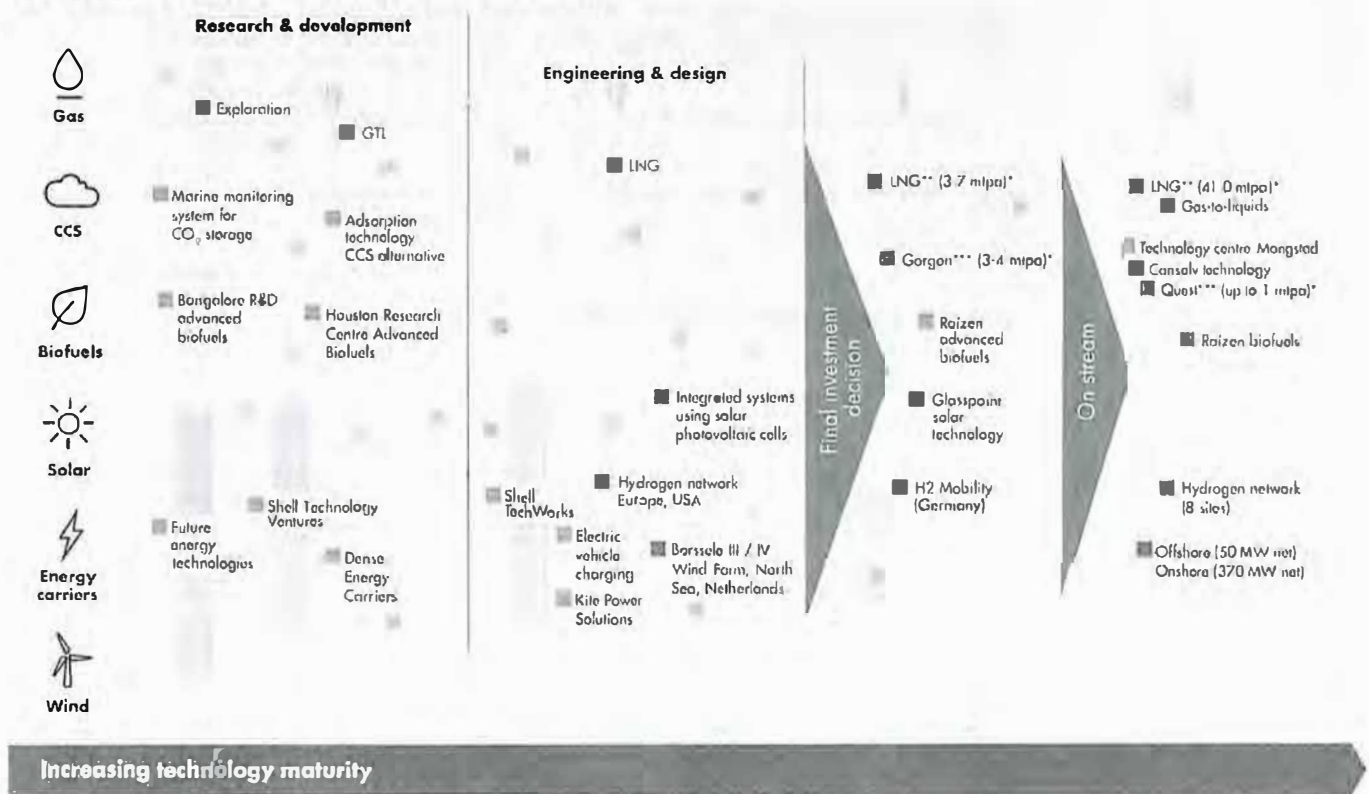 Research & development
Engineering & design
Gas
CCS
Biofuels
Solar
Energy
carriers
Wind
Exploration
GTL
Marine monitoring
system for
CO₂ storage
Adsorption
technology
CCS alternative
Bangalore R&D
advanced
biofuels
Houston Research
Centre Advanced
Biofuels
Future
energy
technologies
Shell Technology
Ventures
Dense
Energy
Carriers
LNG
Integrated systems
using solar
photovoltaic cells
Shell
TechWorks
Hydrogen network
Europe, USA
Electric
vehicle
charging
Borssele III / IV
Wind Farm, North
Sea, Netherlands
Kite Power
Solutions
Final investment
decision
LNG** (3.7 mtpa)*
Gorgon*** (3-4 mtpa)*
Raizen
advanced
biofuels
Glasspoint
solar
technology
H2 Mobility
(Germany)
On stream
LNG** (41.0 mtpa)*
Gas-to-liquids
Technology centre Mongstad
Cansolv technology
Quest*** (up to 1 mtpa)*
Raizen biofuels
Hydrogen network
(8 sites)
Offshore (50 MW net)
Onshore (370 MW net)
Increasing technology maturity